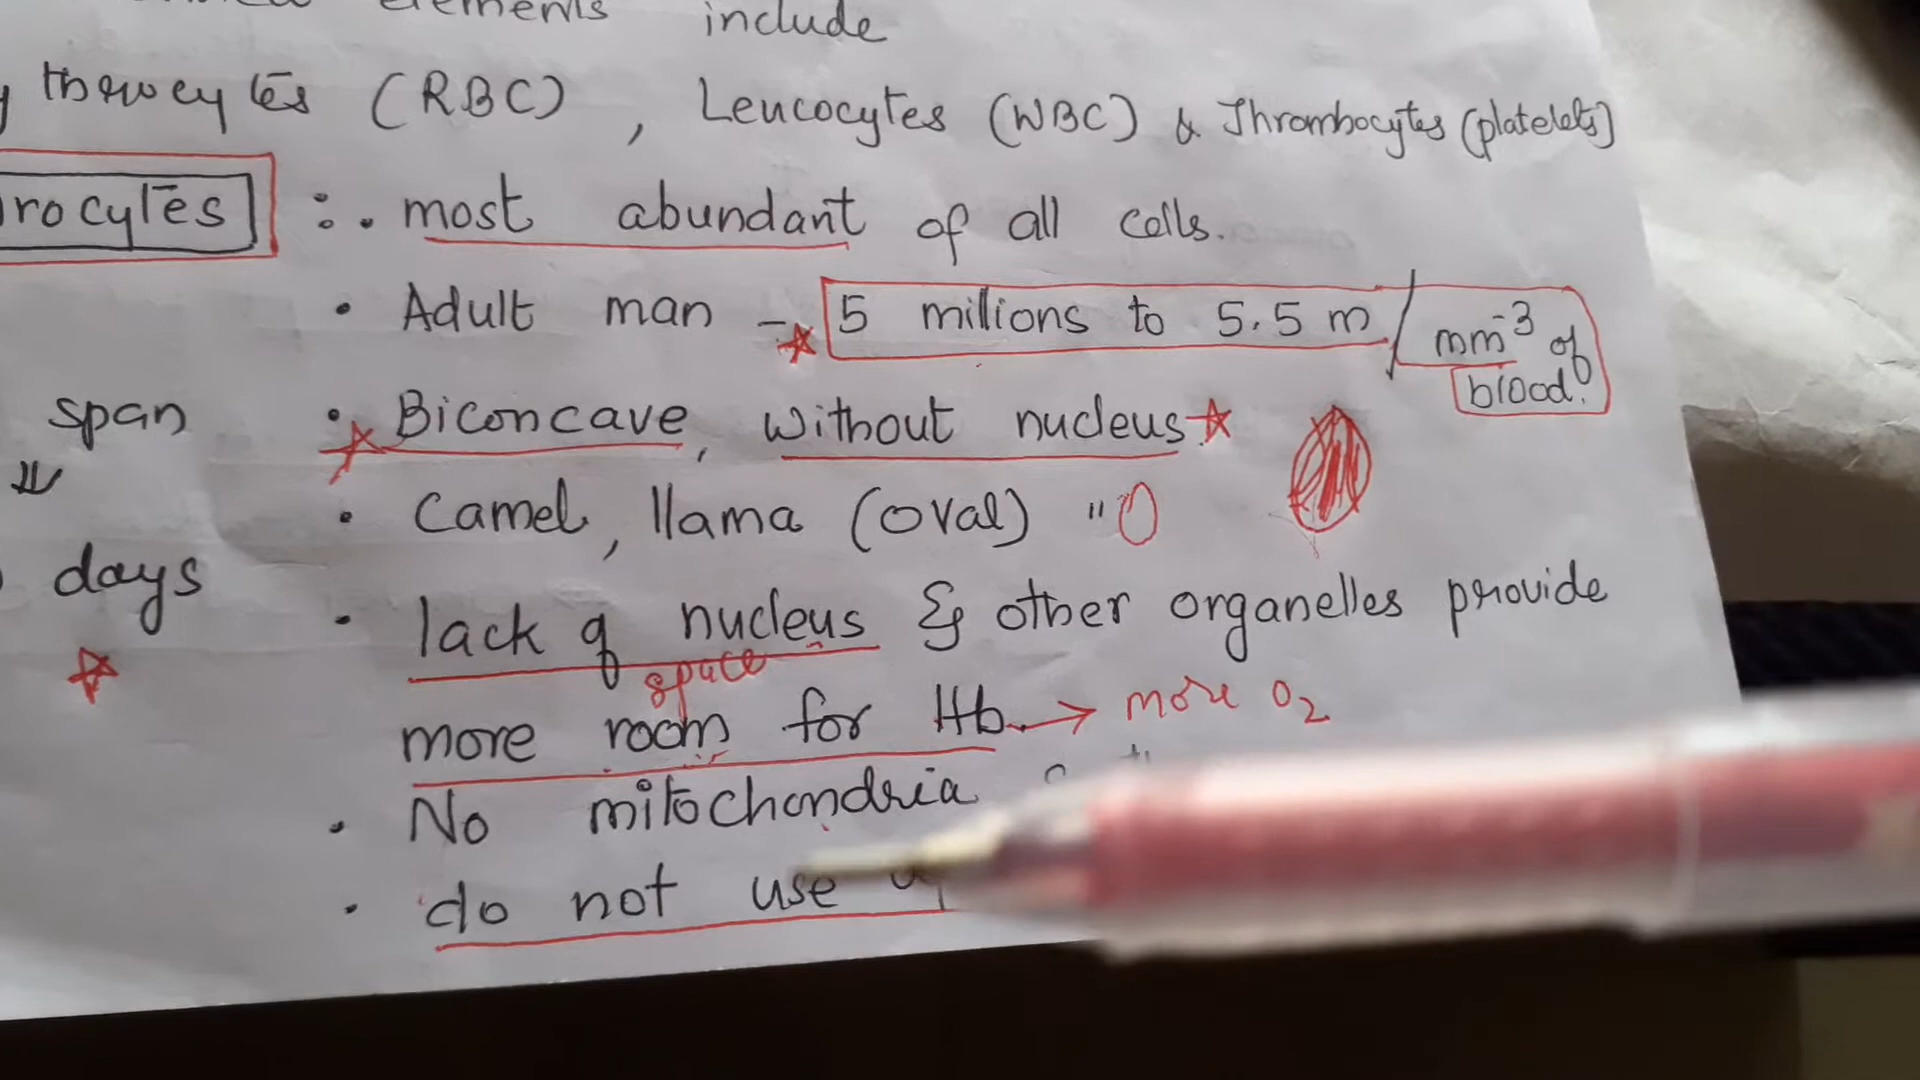 elements include
(RBC), Leucocytes (WBC) & Thrombocytes (platelets)
rocytes : • most abundant of all cells.
• Adult man – 5 millions to 5.5 m / mm⁻³ of
blood.
span • Biconcave, without nucleus.
• Camel, llama (oval) "
days • lack of nucleus & other organelles provide
space
more room for Hb. → more O₂
• No mitochondria
• do not use